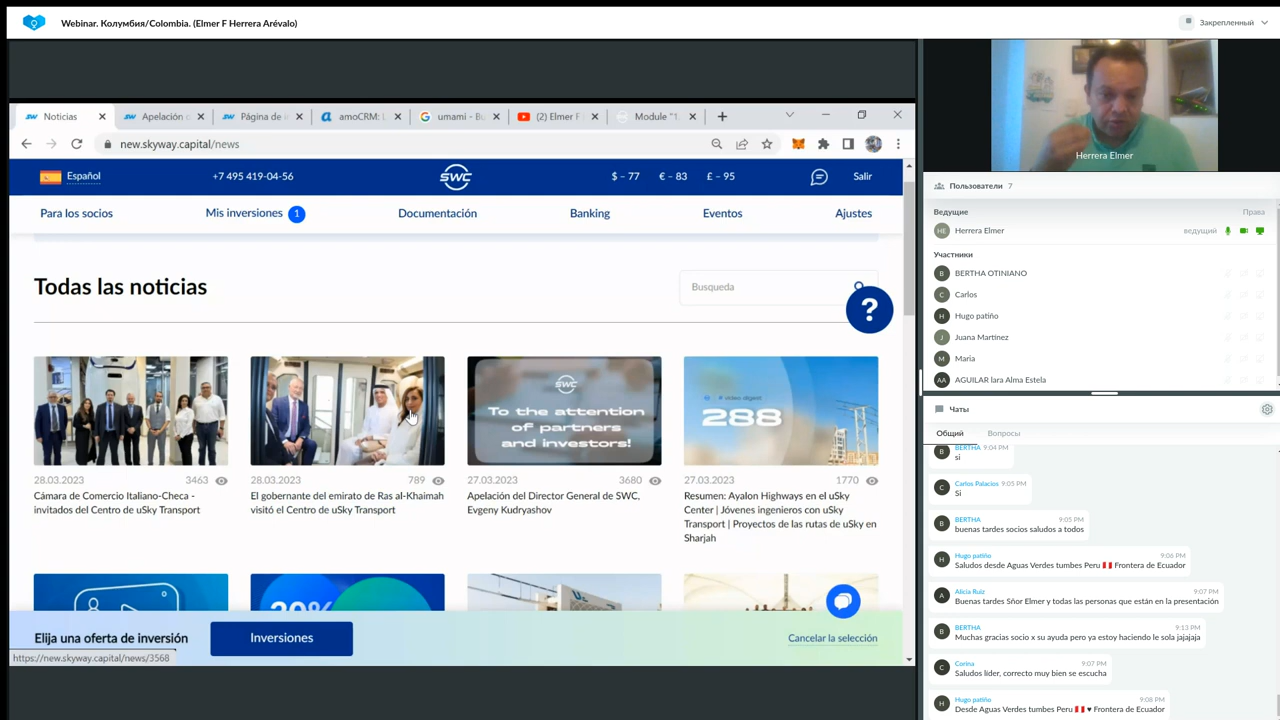 Webinar. Колумбия/Colombia. (Elmer F Herrera Arévalo)
Закрепленный
Noticias
Apelación
Página de i
amoCRM: L
umami - Bu
(2) Elmer F
Module "1.
new.skyway.capital/news
Español
+7 495 419-04-56
SWC
$ – 77
€ – 83
£ – 95
Salir
Para los socios
Mis inversiones 1
Documentación
Banking
Eventos
Ajustes
Todas las noticias
Busqueda
?
SWC
To the attention
of partners
and investors!
video digest
288
28.03.2023 3463
Cámara de Comercio Italiano-Checa -
invitados del Centro de uSky Transport
28.03.2023 789
El gobernante del emirato de Ras al-Khaimah
visitó el Centro de uSky Transport
27.03.2023 3680
Apelación del Director General de SWC,
Evgeny Kudryashov
27.03.2023 1770
Resumen: Ayalon Highways en el uSky
Center | Jóvenes ingenieros con uSky
Transport | Proyectos de las rutas de uSky en
Sharjah
Elija una oferta de inversión
Inversiones
Cancelar la selección
https://new.skyway.capital/news/3568
Herrera Elmer
Пользователи 7
Ведущие
Права
HE Herrera Elmer
ведущий
Участники
B BERTHA OTINIANO
C Carlos
H Hugo patiño
J Juana Martínez
M Maria
AA AGUILAR lara Alma Estela
Чаты
Общий
Вопросы
B BERTHA 9:04 PM
si
C Carlos Palacios 9:05 PM
Si
B BERTHA 9:05 PM
buenas tardes socios saludos a todos
H Hugo patiño 9:06 PM
Saludos desde Aguas Verdes tumbes Peru 🇵🇪 Frontera de Ecuador
A Alicia Ruiz 9:07 PM
Buenas tardes Sñor Elmer y todas las personas que están en la presentación
B BERTHA 9:13 PM
Muchas gracias socio x su ayuda pero ya estoy haciendo le sola jajajaja
C Corina 9:07 PM
Saludos líder, correcto muy bien se escucha
H Hugo patiño 9:08 PM
Desde Aguas Verdes tumbes Peru 🇵🇪 ♥ Frontera de Ecuador